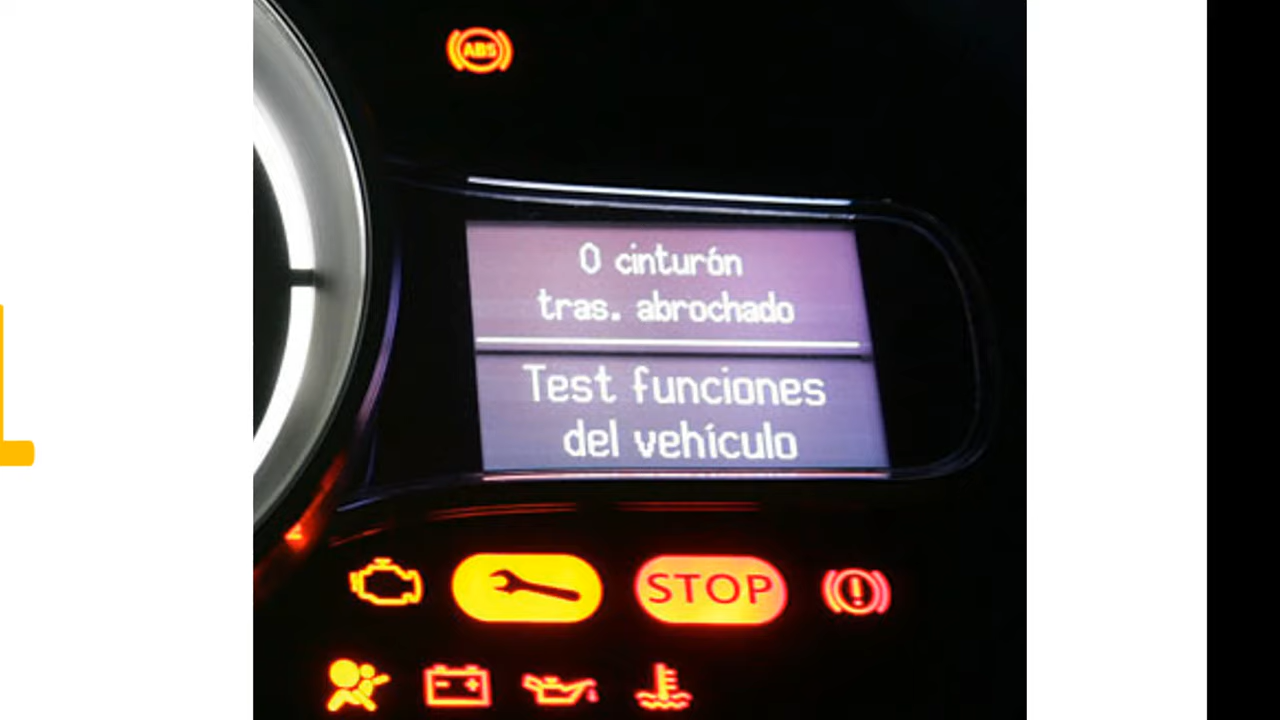 ABS
0 cinturón
tras. abrochado
Test funciones
del vehículo
STOP